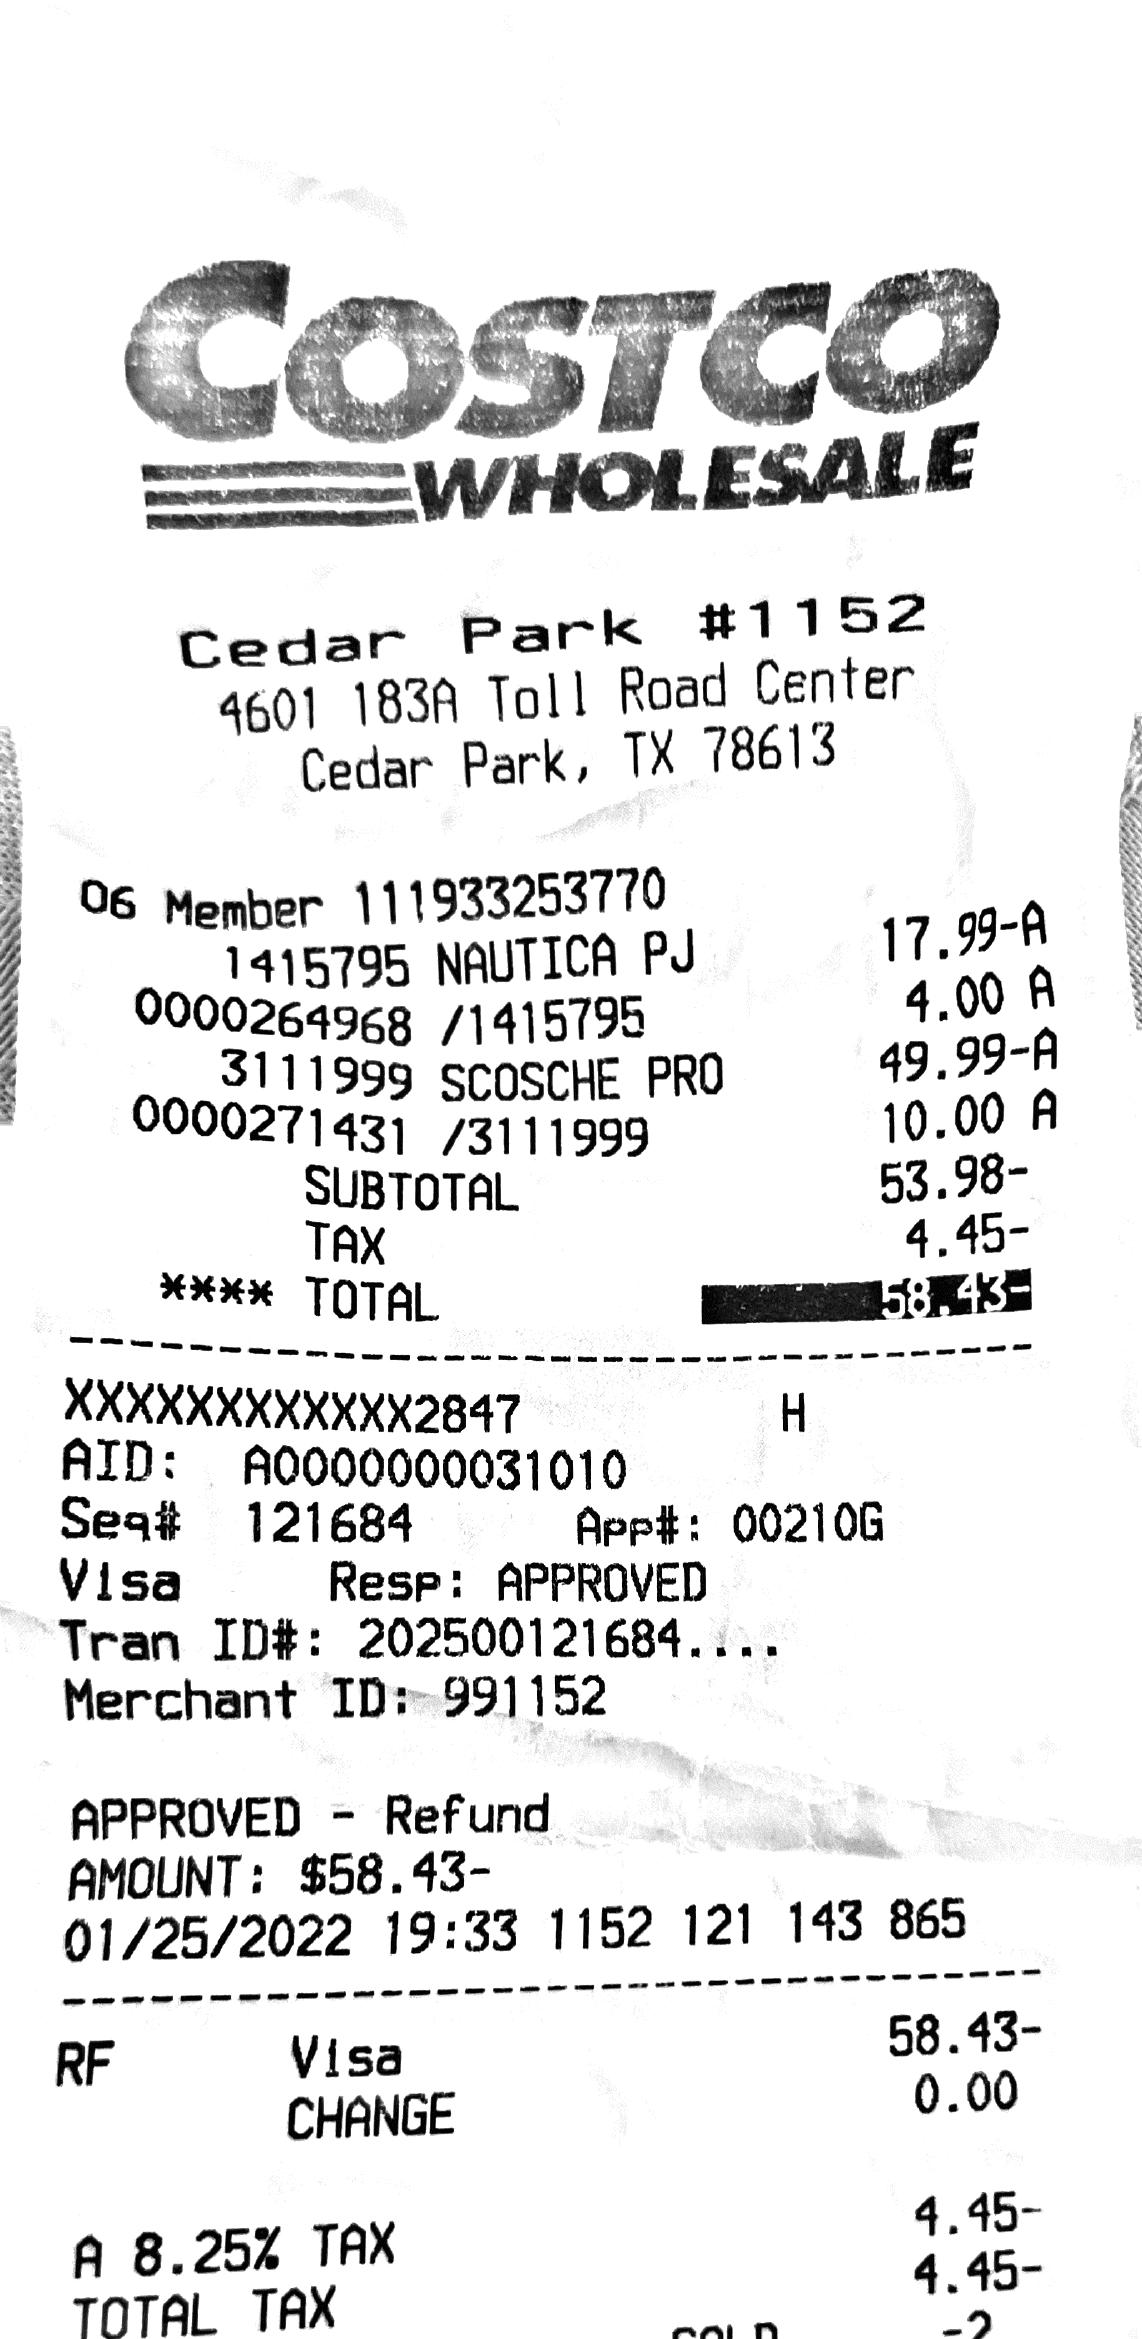 COSTCO
WHOLESALE
Cedar Park #1152
4601 183A Toll Road Center
Cedar Park, TX 78613
06 Member 111933253770
1415795 NAUTICA PJ 17.99-A
0000264968 /1415795 4.00 A
3111999 SCOSCHE PRO 49.99-A
0000271431 /3111999 10.00 A
SUBTOTAL 53.98-
TAX 4.45-
**** TOTAL 58.43-
XXXXXXXXXXXX2847 H
AID: A0000000031010
Seq# 121684 App#: 00210G
Visa Resp: APPROVED
Tran ID#: 202500121684....
Merchant ID: 991152
APPROVED - Refund
AMOUNT: $58.43-
01/25/2022 19:33 1152 121 143 865
RF Visa 58.43-
CHANGE 0.00
A 8.25% TAX 4.45-
TOTAL TAX 4.45-
SOLD -2